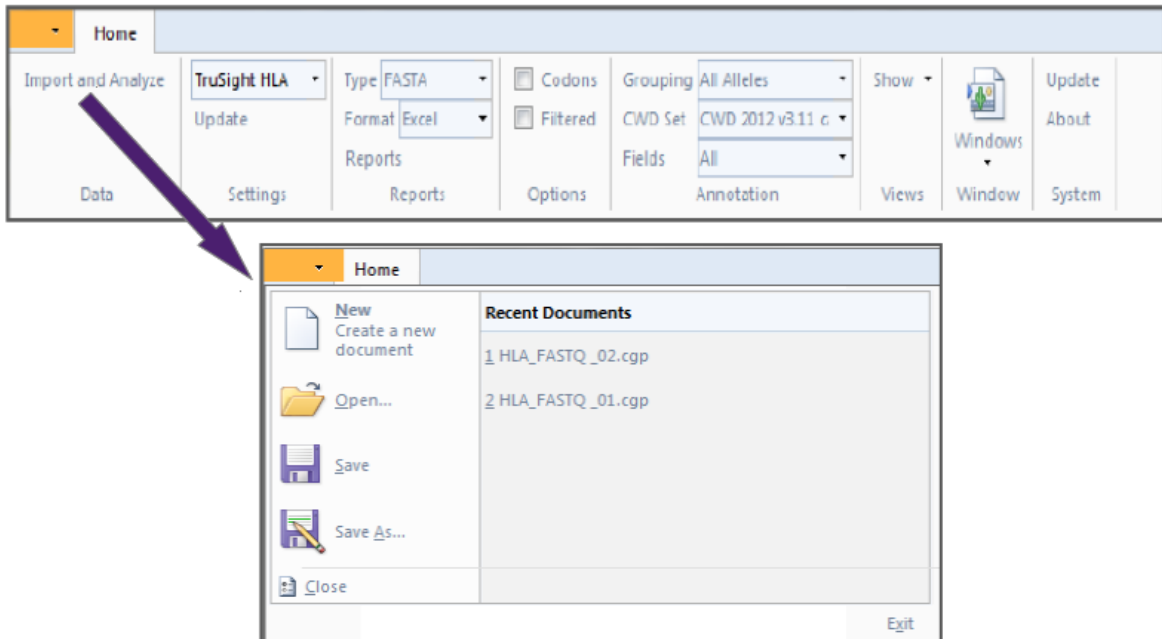 Home
Import and Analyze TruSight HLA Type FASTA Codons Grouping All Alleles Show Update
Update Format Excel Filtered CWD Set CWD 2012 v3.11 c About
Reports Fields All Windows
Data Settings Reports Options Annotation Views Window System
Home
New
Create a new
document
Open...
Save
Save As...
Close
Recent Documents
1 HLA_FASTQ _02.cgp
2 HLA_FASTQ _01.cgp
Exit